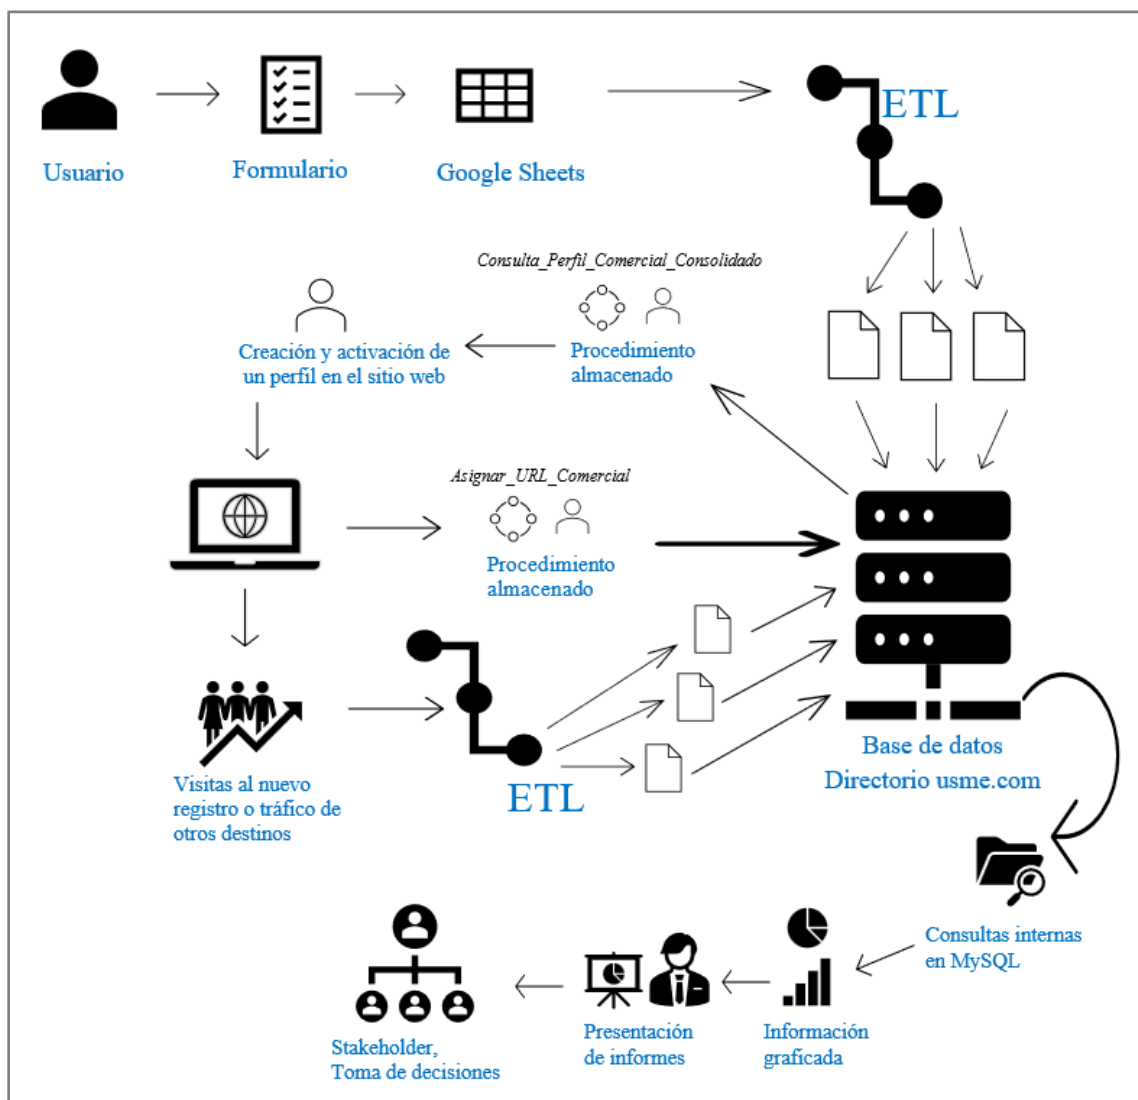 Usuario
Formulario
Google Sheets
ETL
Consulta_Perfil_Comercial_Consolidado
Procedimiento
almacenado
Creación y activación de
un perfil en el sitio web
Asignar_URL_Comercial
Procedimiento
almacenado
Visitas al nuevo
registro o tráfico de
otros destinos
ETL
Base de datos
Directorio usme.com
Consultas internas
en MySQL
Información
graficada
Presentación
de informes
Stakeholder,
Toma de decisiones